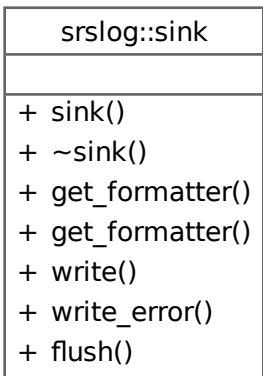 srslog::sink
+ sink()
+ ~sink()
+ get_formatter()
+ get_formatter()
+ write()
+ write_error()
+ flush()